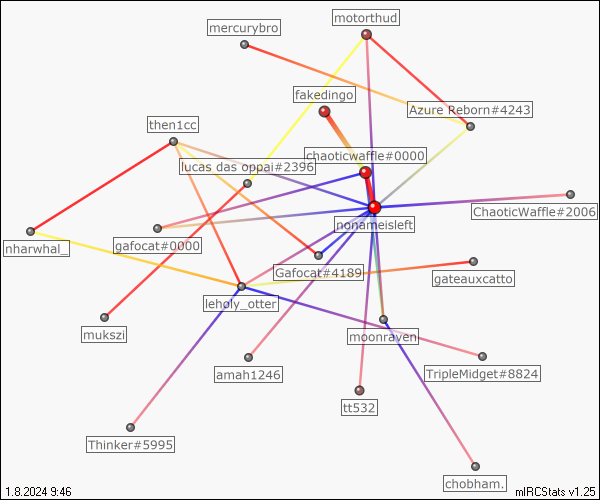 motorthud
mercurybro
fakedingo
Azure Reborn#4243
then1cc
chaoticwaffle#0000
lucas das oppai#2396
ChaoticWaffle#2006
nonameisleft
nharwhal_
gafocat#0000
Gafocat#4189
gateauxcatto
leholy_otter
mukszi
moonraven
amah1246
TripleMidget#8824
tt532
Thinker#5995
chobham.
1.8.2024 9:46
mIRCStats v1.25